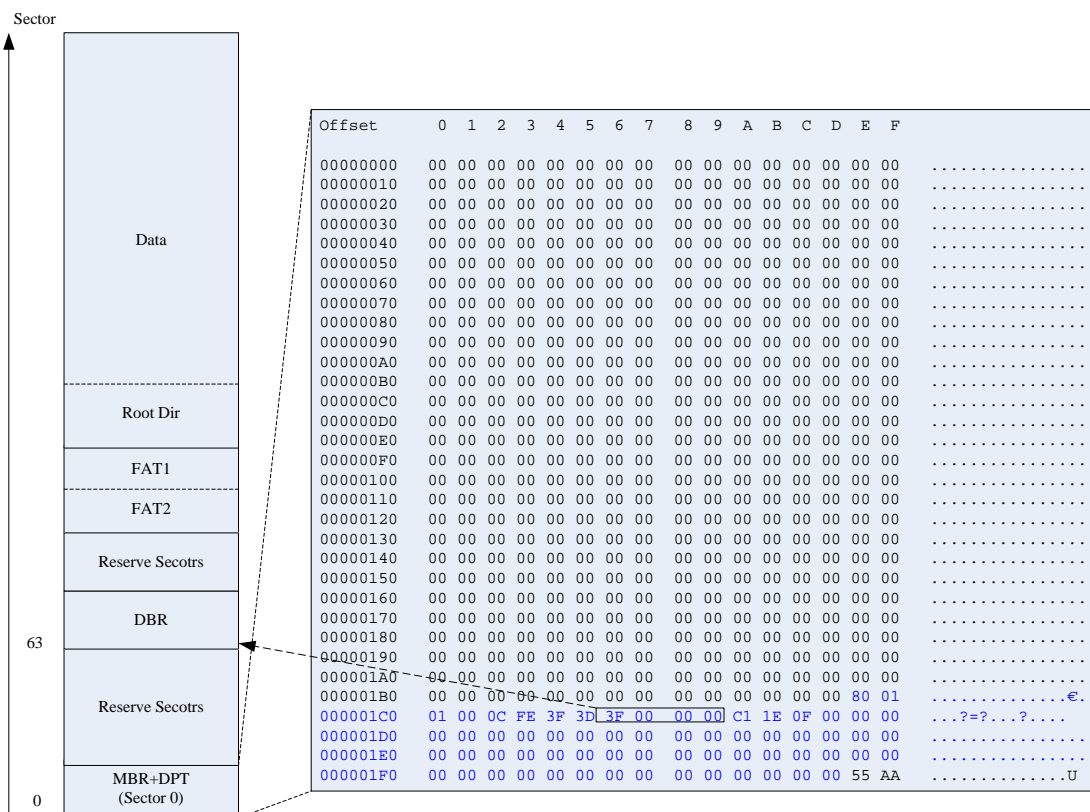 Sector
Data
Root Dir
FAT1
FAT2
Reserve Secotrs
DBR
63
Reserve Secotrs
MBR+DPT
(Sector 0)
0
Offset 0 1 2 3 4 5 6 7 8 9 A B C D E F
00000000 00 00 00 00 00 00 00 00 00 00 00 00 00 00 00 00 ................
00000010 00 00 00 00 00 00 00 00 00 00 00 00 00 00 00 00 ................
00000020 00 00 00 00 00 00 00 00 00 00 00 00 00 00 00 00 ................
00000030 00 00 00 00 00 00 00 00 00 00 00 00 00 00 00 00 ................
00000040 00 00 00 00 00 00 00 00 00 00 00 00 00 00 00 00 ................
00000050 00 00 00 00 00 00 00 00 00 00 00 00 00 00 00 00 ................
00000060 00 00 00 00 00 00 00 00 00 00 00 00 00 00 00 00 ................
00000070 00 00 00 00 00 00 00 00 00 00 00 00 00 00 00 00 ................
00000080 00 00 00 00 00 00 00 00 00 00 00 00 00 00 00 00 ................
00000090 00 00 00 00 00 00 00 00 00 00 00 00 00 00 00 00 ................
000000A0 00 00 00 00 00 00 00 00 00 00 00 00 00 00 00 00 ................
000000B0 00 00 00 00 00 00 00 00 00 00 00 00 00 00 00 00 ................
000000C0 00 00 00 00 00 00 00 00 00 00 00 00 00 00 00 00 ................
000000D0 00 00 00 00 00 00 00 00 00 00 00 00 00 00 00 00 ................
000000E0 00 00 00 00 00 00 00 00 00 00 00 00 00 00 00 00 ................
000000F0 00 00 00 00 00 00 00 00 00 00 00 00 00 00 00 00 ................
00000100 00 00 00 00 00 00 00 00 00 00 00 00 00 00 00 00 ................
00000110 00 00 00 00 00 00 00 00 00 00 00 00 00 00 00 00 ................
00000120 00 00 00 00 00 00 00 00 00 00 00 00 00 00 00 00 ................
00000130 00 00 00 00 00 00 00 00 00 00 00 00 00 00 00 00 ................
00000140 00 00 00 00 00 00 00 00 00 00 00 00 00 00 00 00 ................
00000150 00 00 00 00 00 00 00 00 00 00 00 00 00 00 00 00 ................
00000160 00 00 00 00 00 00 00 00 00 00 00 00 00 00 00 00 ................
00000170 00 00 00 00 00 00 00 00 00 00 00 00 00 00 00 00 ................
00000180 00 00 00 00 00 00 00 00 00 00 00 00 00 00 00 00 ................
00000190 00 00 00 00 00 00 00 00 00 00 00 00 00 00 00 00 ................
000001A0 00 00 00 00 00 00 00 00 00 00 00 00 00 00 00 00 ................
000001B0 00 00 00 00 00 00 00 00 00 00 00 00 00 00 80 01 ..............€.
000001C0 01 00 0C FE 3F 3D 3F 00 00 00 C1 1E 0F 00 00 00 ...?=?...?....
000001D0 00 00 00 00 00 00 00 00 00 00 00 00 00 00 00 00 ................
000001E0 00 00 00 00 00 00 00 00 00 00 00 00 00 00 00 00 ................
000001F0 00 00 00 00 00 00 00 00 00 00 00 00 00 00 55 AA ..............U